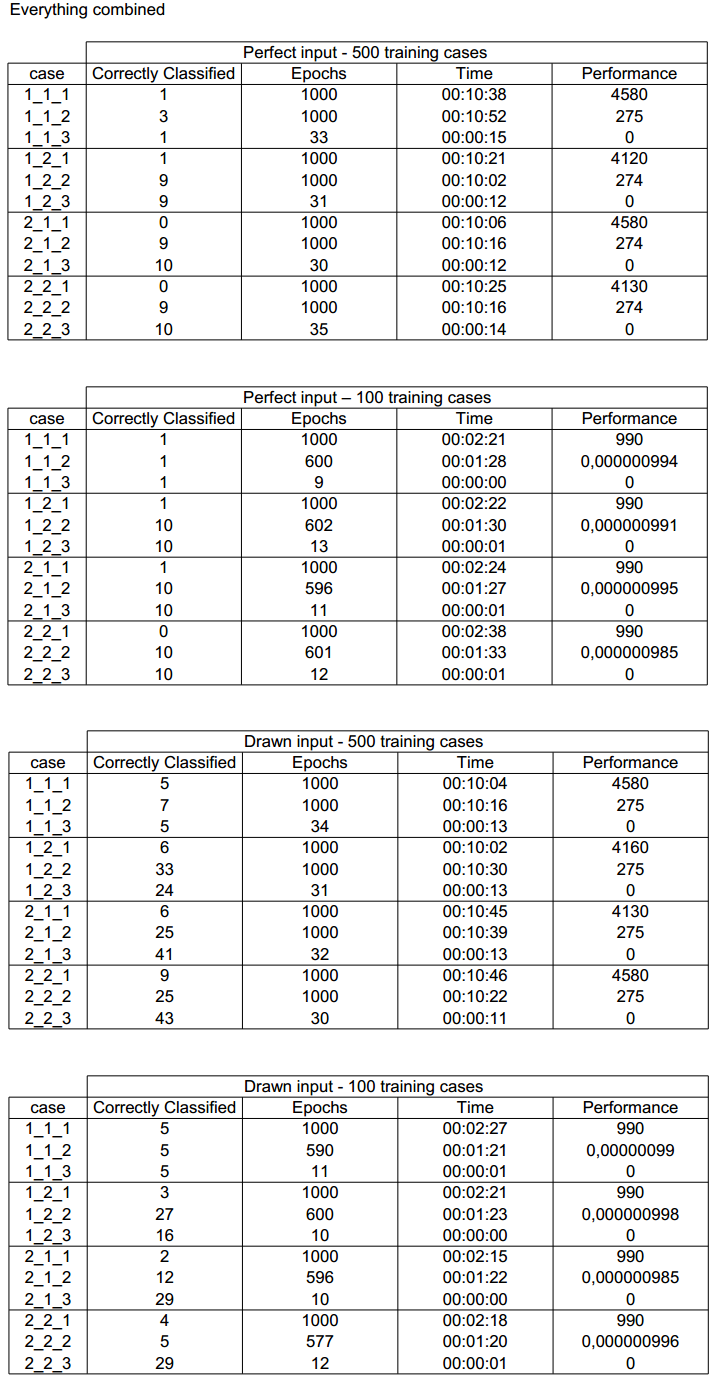 Everything combined
Perfect input - 500 training cases
case Correctly Classified Epochs Time Performance
1_1_1 1 1000 00:10:38 4580
1_1_2 3 1000 00:10:52 275
1_1_3 1 33 00:00:15 0
1_2_1 1 1000 00:10:21 4120
1_2_2 9 1000 00:10:02 274
1_2_3 9 31 00:00:12 0
2_1_1 0 1000 00:10:06 4580
2_1_2 9 1000 00:10:16 274
2_1_3 10 30 00:00:12 0
2_2_1 0 1000 00:10:25 4130
2_2_2 9 1000 00:10:16 274
2_2_3 10 35 00:00:14 0
Perfect input – 100 training cases
case Correctly Classified Epochs Time Performance
1_1_1 1 1000 00:02:21 990
1_1_2 1 600 00:01:28 0,000000994
1_1_3 1 9 00:00:00 0
1_2_1 1 1000 00:02:22 990
1_2_2 10 602 00:01:30 0,000000991
1_2_3 10 13 00:00:01 0
2_1_1 1 1000 00:02:24 990
2_1_2 10 596 00:01:27 0,000000995
2_1_3 10 11 00:00:01 0
2_2_1 0 1000 00:02:38 990
2_2_2 10 601 00:01:33 0,000000985
2_2_3 10 12 00:00:01 0
Drawn input - 500 training cases
case Correctly Classified Epochs Time Performance
1_1_1 5 1000 00:10:04 4580
1_1_2 7 1000 00:10:16 275
1_1_3 5 34 00:00:13 0
1_2_1 6 1000 00:10:02 4160
1_2_2 33 1000 00:10:30 275
1_2_3 24 31 00:00:13 0
2_1_1 6 1000 00:10:45 4130
2_1_2 25 1000 00:10:39 275
2_1_3 41 32 00:00:13 0
2_2_1 9 1000 00:10:46 4580
2_2_2 25 1000 00:10:22 275
2_2_3 43 30 00:00:11 0
Drawn input - 100 training cases
case Correctly Classified Epochs Time Performance
1_1_1 5 1000 00:02:27 990
1_1_2 5 590 00:01:21 0,00000099
1_1_3 5 11 00:00:01 0
1_2_1 3 1000 00:02:21 990
1_2_2 27 600 00:01:23 0,000000998
1_2_3 16 10 00:00:00 0
2_1_1 2 1000 00:02:15 990
2_1_2 12 596 00:01:22 0,000000985
2_1_3 29 10 00:00:00 0
2_2_1 4 1000 00:02:18 990
2_2_2 5 577 00:01:20 0,000000996
2_2_3 29 12 00:00:01 0